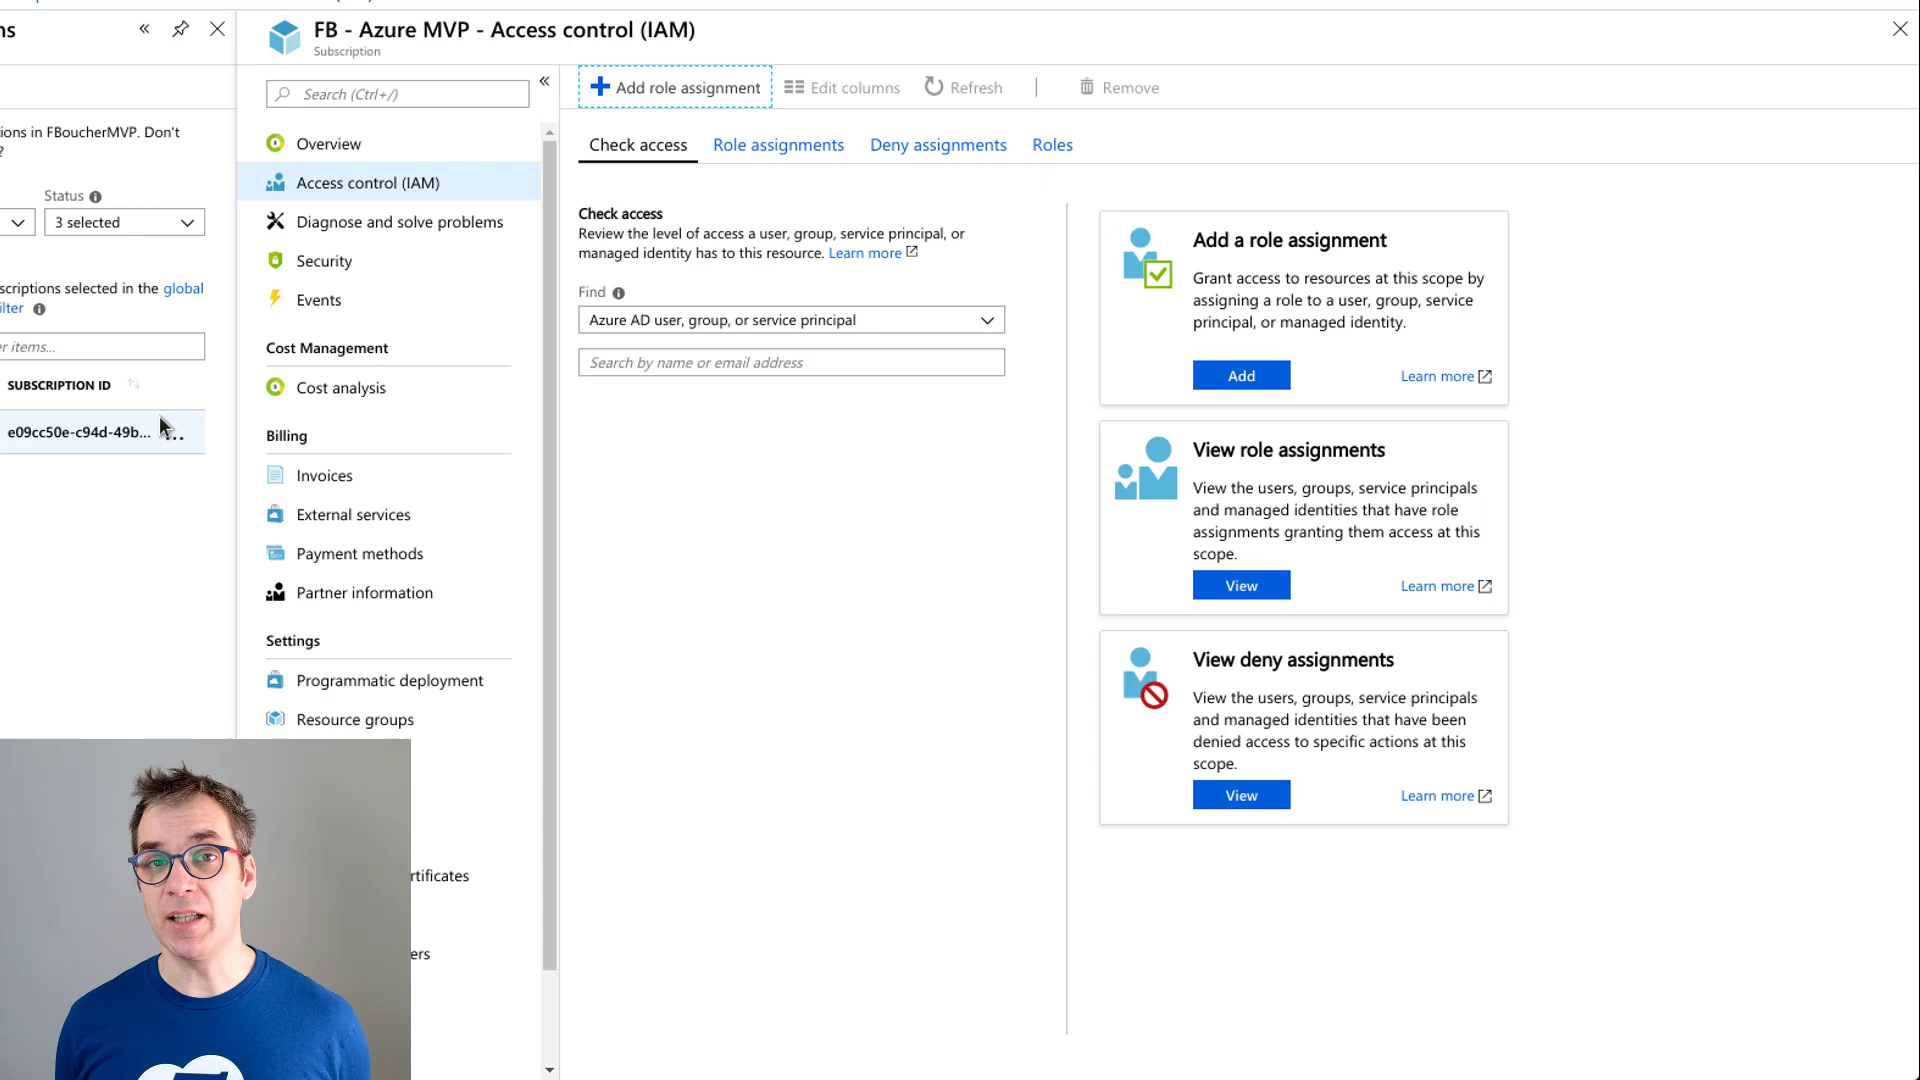 ns
ions in FBoucherMVP. Don't
?
Status
3 selected
scriptions selected in the global
ilter
er items...
SUBSCRIPTION ID
e09cc50e-c94d-49b...
...
FB - Azure MVP - Access control (IAM)
Subscription
Search (Ctrl+/)
Overview
Access control (IAM)
Diagnose and solve problems
Security
Events
Cost Management
Cost analysis
Billing
Invoices
External services
Payment methods
Partner information
Settings
Programmatic deployment
Resource groups
rtificates
ers
Add role assignment
Edit columns
Refresh
Remove
Check access
Role assignments
Deny assignments
Roles
Check access
Review the level of access a user, group, service principal, or
managed identity has to this resource. Learn more
Find
Azure AD user, group, or service principal
Search by name or email address
Add a role assignment
Grant access to resources at this scope by
assigning a role to a user, group, service
principal, or managed identity.
Add
Learn more
View role assignments
View the users, groups, service principals
and managed identities that have role
assignments granting them access at this
scope.
View
Learn more
View deny assignments
View the users, groups, service principals
and managed identities that have been
denied access to specific actions at this
scope.
View
Learn more